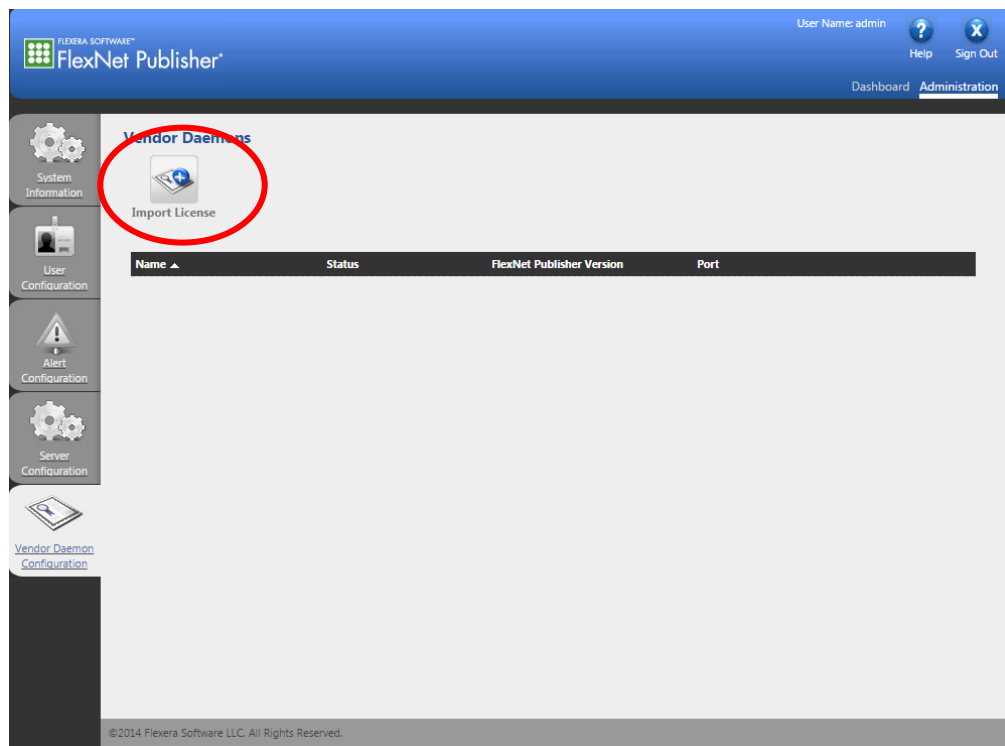 User Name: admin
FLEXERA SOFTWARE™
FlexNet Publisher®
Help
Sign Out
Dashboard
Administration
System
Information
User
Configuration
Alert
Configuration
Server
Configuration
Vendor Daemon
Configuration
Vendor Daemons
Import License
Name ▲ Status FlexNet Publisher Version Port
©2014 Flexera Software LLC. All Rights Reserved.